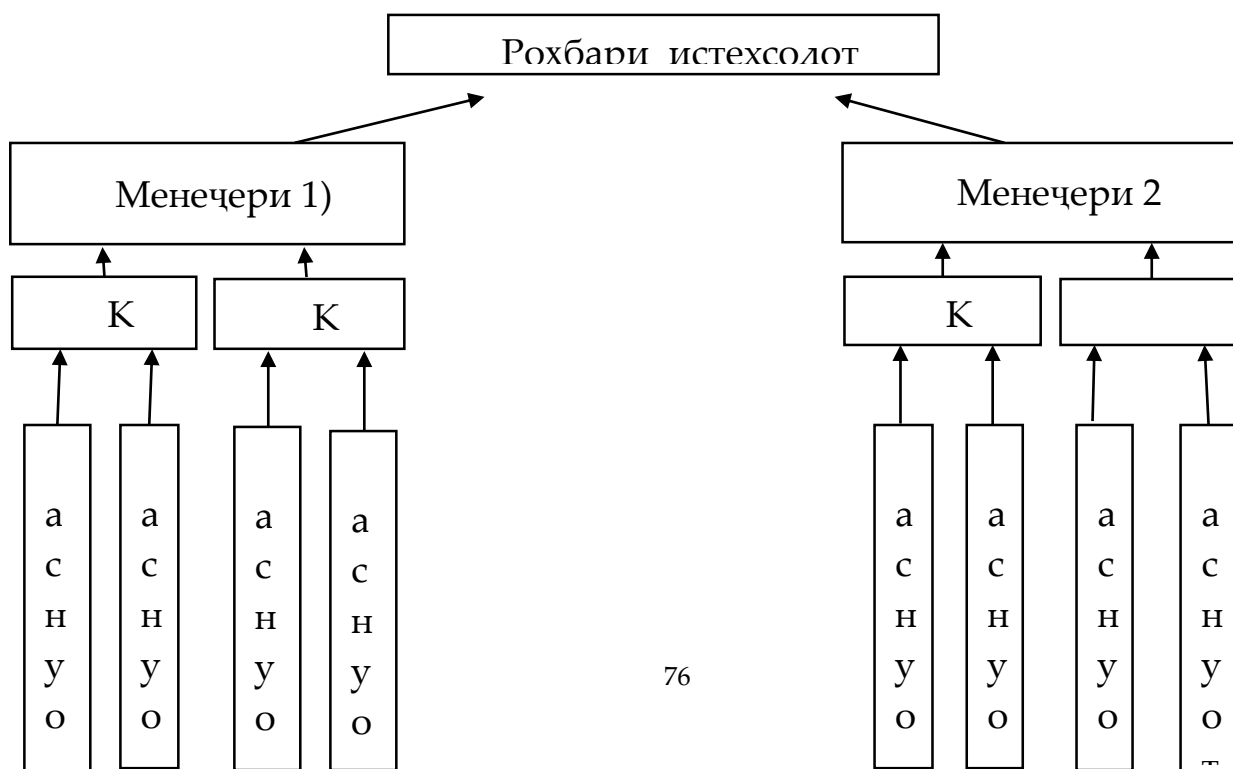 Рохбари истехсолот
Менеҷери 1)
Менеҷери 2
К
К
К
а с н у о
а с н у о
а с н у о
а с н у о
а с н у о
а с н у о
а с н у о
а с н у о т
76